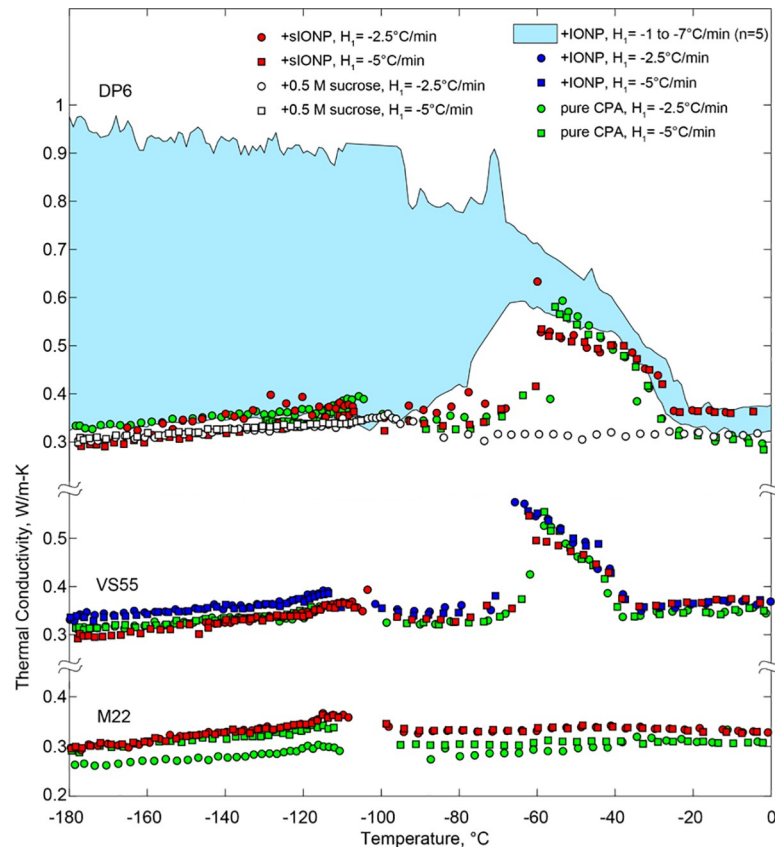 +sIONP, H₁= -2.5°C/min
+sIONP, H₁= -5°C/min
+0.5 M sucrose, H₁= -2.5°C/min
+0.5 M sucrose, H₁= -5°C/min
+IONP, H₁= -1 to -7°C/min (n=5)
+IONP, H₁= -2.5°C/min
+IONP, H₁= -5°C/min
pure CPA, H₁= -2.5°C/min
pure CPA, H₁= -5°C/min
DP6
1
0.9
0.8
0.7
0.6
0.5
0.4
0.3
VS55
0.5
0.4
0.3
M22
0.4
0.3
0.2
Thermal Conductivity, W/m-K
-180 -160 -140 -120 -100 -80 -60 -40 -20 0
Temperature, °C